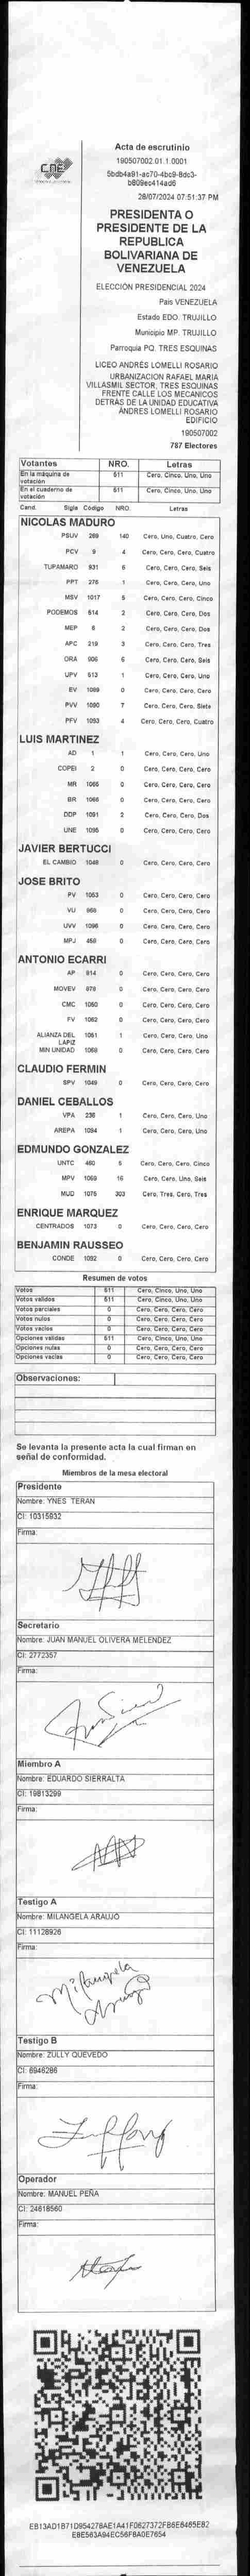 CNE
Acta de escrutinio
190507002.01.1.0001
5bdb4a91-ac70-4bc9-8dc3-
b809ec414ad6
28/07/2024 07:51:37 PM
PRESIDENTA O
PRESIDENTE DE LA
REPUBLICA
BOLIVARIANA DE
VENEZUELA
ELECCIÓN PRESIDENCIAL 2024
Pais VENEZUELA
Estado EDO. TRUJILLO
Municipio MP. TRUJILLO
Parroquia PQ. TRES ESQUINAS
LICEO ANDRÉS LOMELLI ROSARIO
URBANIZACION RAFAEL MARIA
VILLASMIL SECTOR. TRES ESQUINAS
FRENTE CALLE LOS MECANICOS
DETRÁS DE LA UNIDAD EDUCATIVA
ANDRES LOMELLI ROSARIO
EDIFICIO
190507002
787 Electores
Votantes NRO. Letras
En la máquina de votación 511 Cero, Cinco, Uno, Uno
En el cuaderno de votación 511 Cero, Cinco, Uno, Uno
Cand. Sigla Código NRO. Letras
NICOLAS MADURO
PSUV 269 140 Cero, Uno, Cuatro, Cero
PCV 9 4 Cero, Cero, Cero, Cuatro
TUPAMARO 931 6 Cero, Cero, Cero, Seis
PPT 276 1 Cero, Cero, Cero, Uno
MSV 1017 5 Cero, Cero, Cero, Cinco
PODEMOS 514 2 Cero, Cero, Cero, Dos
MEP 8 2 Cero, Cero, Cero, Dos
APC 219 3 Cero, Cero, Cero, Tres
ORA 906 6 Cero, Cero, Cero, Seis
UPV 513 1 Cero, Cero, Cero, Uno
EV 1089 0 Cero, Cero, Cero, Cero
PVV 1090 7 Cero, Cero, Cero, Siete
PFV 1093 4 Cero, Cero, Cero, Cuatro
LUIS MARTINEZ
AD 1 1 Cero, Cero, Cero, Uno
COPEI 2 0 Cero, Cero, Cero, Cero
MR 1065 0 Cero, Cero, Cero, Cero
BR 1066 0 Cero, Cero, Cero, Cero
DDP 1091 2 Cero, Cero, Cero, Dos
UNE 1095 0 Cero, Cero, Cero, Cero
JAVIER BERTUCCI
EL CAMBIO 1048 0 Cero, Cero, Cero, Cero
JOSE BRITO
PV 1063 0 Cero, Cero, Cero, Cero
VU 968 0 Cero, Cero, Cero, Cero
UVV 1096 0 Cero, Cero, Cero, Cero
MPJ 458 0 Cero, Cero, Cero, Cero
ANTONIO ECARRI
AP 914 0 Cero, Cero, Cero, Cero
MOVEV 978 0 Cero, Cero, Cero, Cero
CMC 1050 0 Cero, Cero, Cero, Cero
FV 1062 0 Cero, Cero, Cero, Cero
ALIANZA DEL LAPIZ 1051 1 Cero, Cero, Cero, Uno
MIN UNIDAD 1068 0 Cero, Cero, Cero, Cero
CLAUDIO FERMIN
SPV 1049 0 Cero, Cero, Cero, Cero
DANIEL CEBALLOS
VPA 236 1 Cero, Cero, Cero, Uno
AREPA 1084 1 Cero, Cero, Cero, Uno
EDMUNDO GONZALEZ
UNTC 460 5 Cero, Cero, Cero, Cinco
MPV 1069 16 Cero, Cero, Uno, Seis
MUD 1075 303 Cero, Tres, Cero, Tres
ENRIQUE MARQUEZ
CENTRADOS 1073 0 Cero, Cero, Cero, Cero
BENJAMIN RAUSSEO
CONDE 1092 0 Cero, Cero, Cero, Cero
Resumen de votos
Votos 511 Cero, Cinco, Uno, Uno
Votos validos 511 Cero, Cinco, Uno, Uno
Votos parciales 0 Cero, Cero, Cero, Cero
Votos nulos 0 Cero, Cero, Cero, Cero
Votos vacios 0 Cero, Cero, Cero, Cero
Opciones validas 511 Cero, Cinco, Uno, Uno
Opciones nulas 0 Cero, Cero, Cero, Cero
Opciones vacias 0 Cero, Cero, Cero, Cero
Observaciones:
Se levanta la presente acta la cual firman en
señal de conformidad.
Miembros de la mesa electoral
Presidente
Nombre: YNES TERAN
CI: 10315932
Firma:
Secretario
Nombre: JUAN MANUEL OLIVERA MELENDEZ
CI: 2772357
Firma:
Miembro A
Nombre: EDUARDO SIERRALTA
CI: 19813299
Firma:
Testigo A
Nombre: MILANGELA ARAUJO
CI: 11128926
Firma:
Milangela
Araujo
Testigo B
Nombre: ZULLY QUEVEDO
CI: 6946286
Firma:
Operador
Nombre: MANUEL PEÑA
CI: 24618560
Firma:
EB13AD1B71D954278AE1A41F0627372FB6E6465E82
E8E563A94EC56F8A0E7654